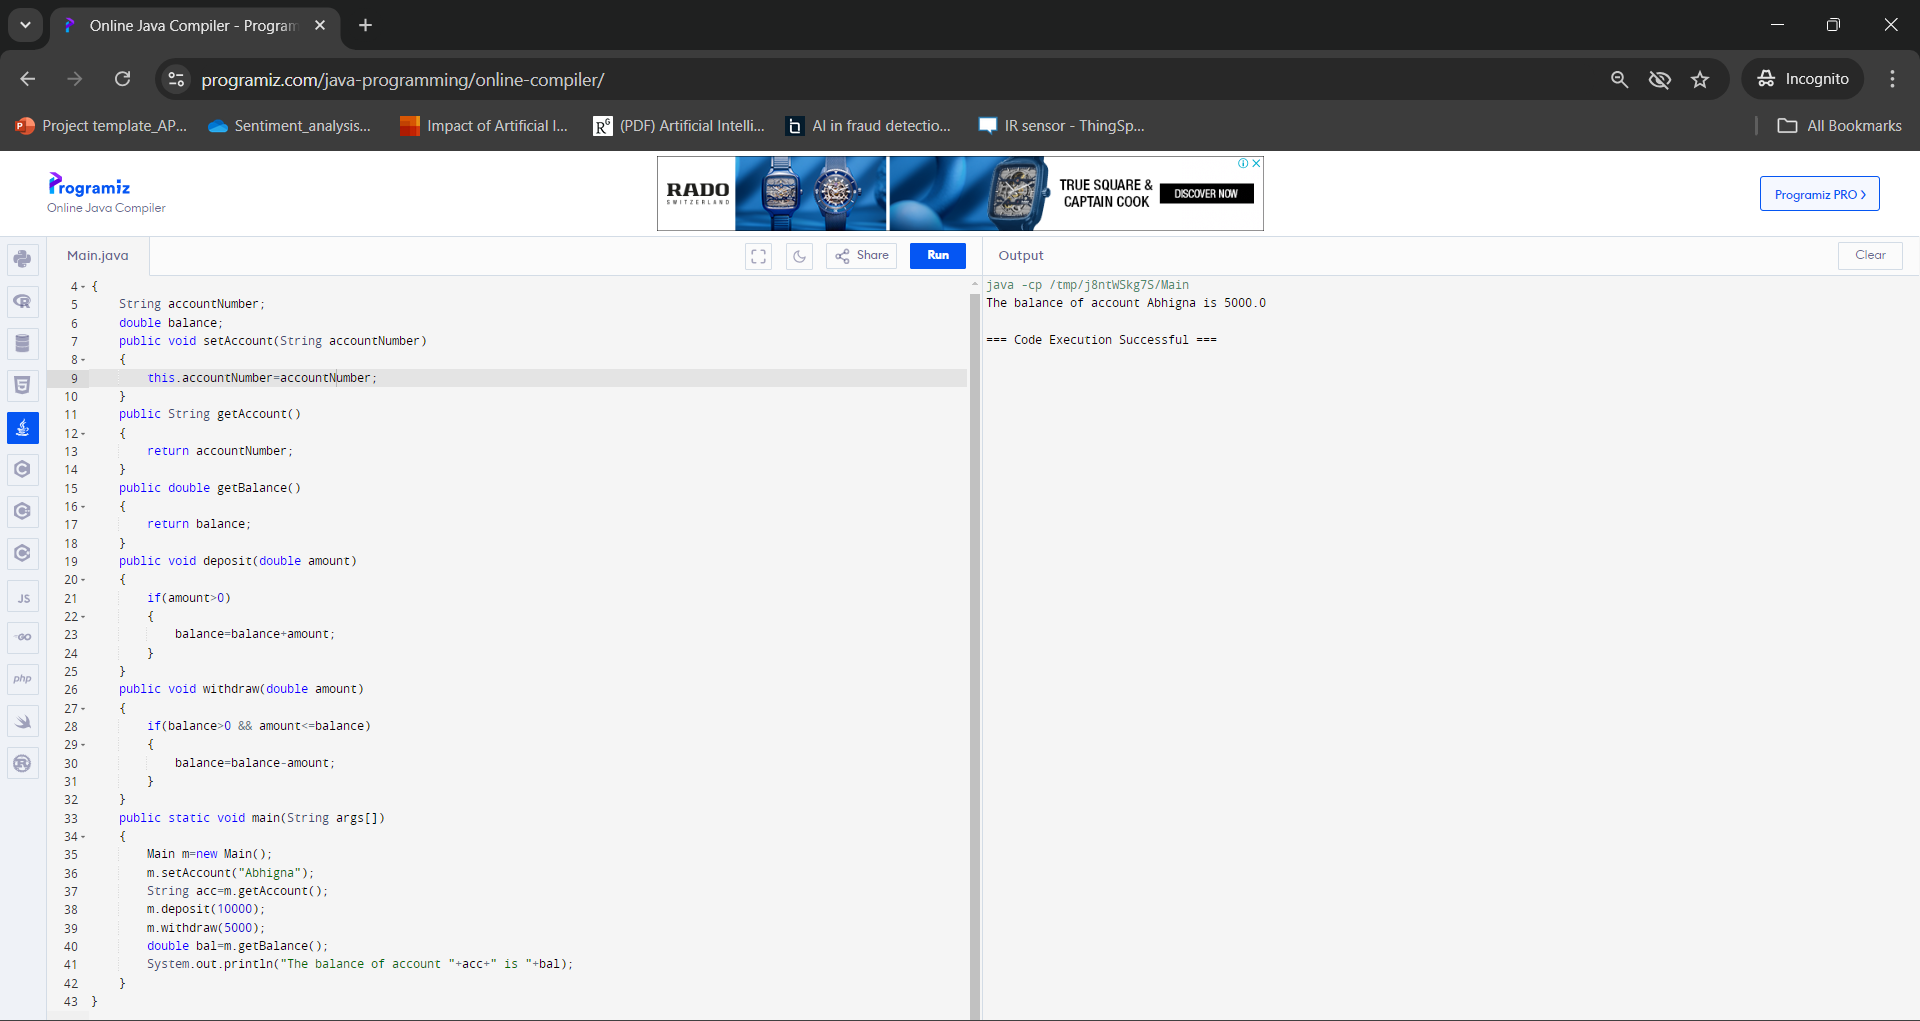 Online Java Compiler - Program
programiz.com/java-programming/online-compiler/
Incognito
Project template_AP...
Sentiment_analysis...
Impact of Artificial I...
(PDF) Artificial Intelli...
AI in fraud detectio...
IR sensor - ThingSp...
All Bookmarks
Programiz
Online Java Compiler
RADO
SWITZERLAND
TRUE SQUARE &
CAPTAIN COOK
DISCOVER NOW
Programiz PRO >
Main.java
Share
Run
Output
Clear
4 {
5 String accountNumber;
6 double balance;
7 public void setAccount(String accountNumber)
8 {
9 this.accountNumber=accountNumber;
10 }
11 public String getAccount()
12 {
13 return accountNumber;
14 }
15 public double getBalance()
16 {
17 return balance;
18 }
19 public void deposit(double amount)
20 {
21 if(amount>0)
22 {
23 balance=balance+amount;
24 }
25 }
26 public void withdraw(double amount)
27 {
28 if(balance>0 && amount<=balance)
29 {
30 balance=balance-amount;
31 }
32 }
33 public static void main(String args[])
34 {
35 Main m=new Main();
36 m.setAccount("Abhigna");
37 String acc=m.getAccount();
38 m.deposit(10000);
39 m.withdraw(5000);
40 double bal=m.getBalance();
41 System.out.println("The balance of account "+acc+" is "+bal);
42 }
43 }
java -cp /tmp/j8ntWSkg7S/Main
The balance of account Abhigna is 5000.0
=== Code Execution Successful ===
JS
GO
php